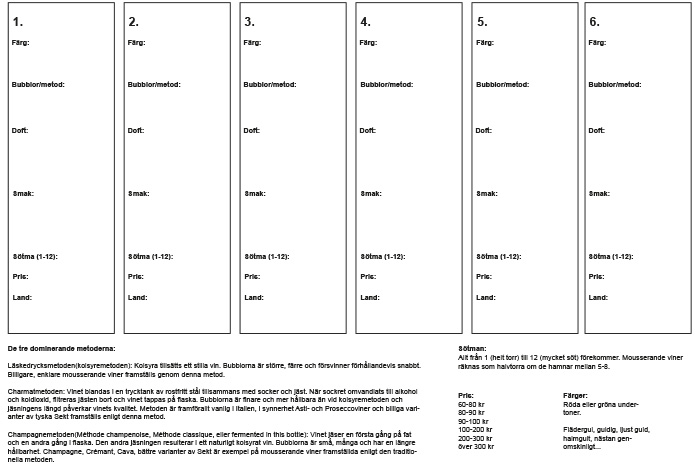 1.
Färg:
Bubblor/metod:
Doft:
Smak:
Sötma (1-12):
Pris:
Land:
2.
Färg:
Bubblor/metod:
Doft:
Smak:
Sötma (1-12):
Pris:
Land:
3.
Färg:
Bubblor/metod:
Doft:
Smak:
Sötma (1-12):
Pris:
Land:
4.
Färg:
Bubblor/metod:
Doft:
Smak:
Sötma (1-12):
Pris:
Land:
5.
Färg:
Bubblor/metod:
Doft:
Smak:
Sötma (1-12):
Pris:
Land:
6.
Färg:
Bubblor/metod:
Doft:
Smak:
Sötma (1-12):
Pris:
Land:
De tre dominerande metoderna:
Läskedrycksmetoden(kolsyremetoden): Kolsyra tillsätts ett stilla vin. Bubblorna är större, färre och försvinner förhållandevis snabbt.
Billigare, enklare mousserande viner framställs genom denna metod.
Charmatmetoden: Vinet blandas i en trycktank av rostfritt stål tillsammans med socker och jäst. När sockret omvandlats till alkohol
och koldioxid, filtreras jästen bort och vinet tappas på flaska. Bubblorna är finare och mer hållbara än vid kolsyremetoden och
jäsningens längd påverkar vinets kvalitet. Metoden är framförallt vanlig i Italien, i synnerhet Asti- och Proseccoviner och billiga vari-
anter av tyska Sekt framställs enligt denna metod.
Champagnemetoden(Méthode champenoise, Méthode classique, eller fermented in this bottle): Vinet jäser en första gång på fat
och en andra gång i flaska. Den andra jäsningen resulterar i ett naturligt kolsyrat vin. Bubblorna är små, många och har en längre
hållbarhet. Champagne, Crémant, Cava, bättre varianter av Sekt är exempel på mousserande viner framställda enligt den traditio-
nella metoden.
Sötman:
Allt från 1 (helt torr) till 12 (mycket söt) förekommer. Mousserande viner
räknas som halvtorra om de hamnar mellan 5-8.
Pris:
60-80 kr
80-90 kr
90-100 kr
100-200 kr
200-300 kr
över 300 kr
Färger:
Röda eller gröna under-
toner.
Flädergul, guldig, ljust guld,
halmgult, nästan gen-
omskinligt...